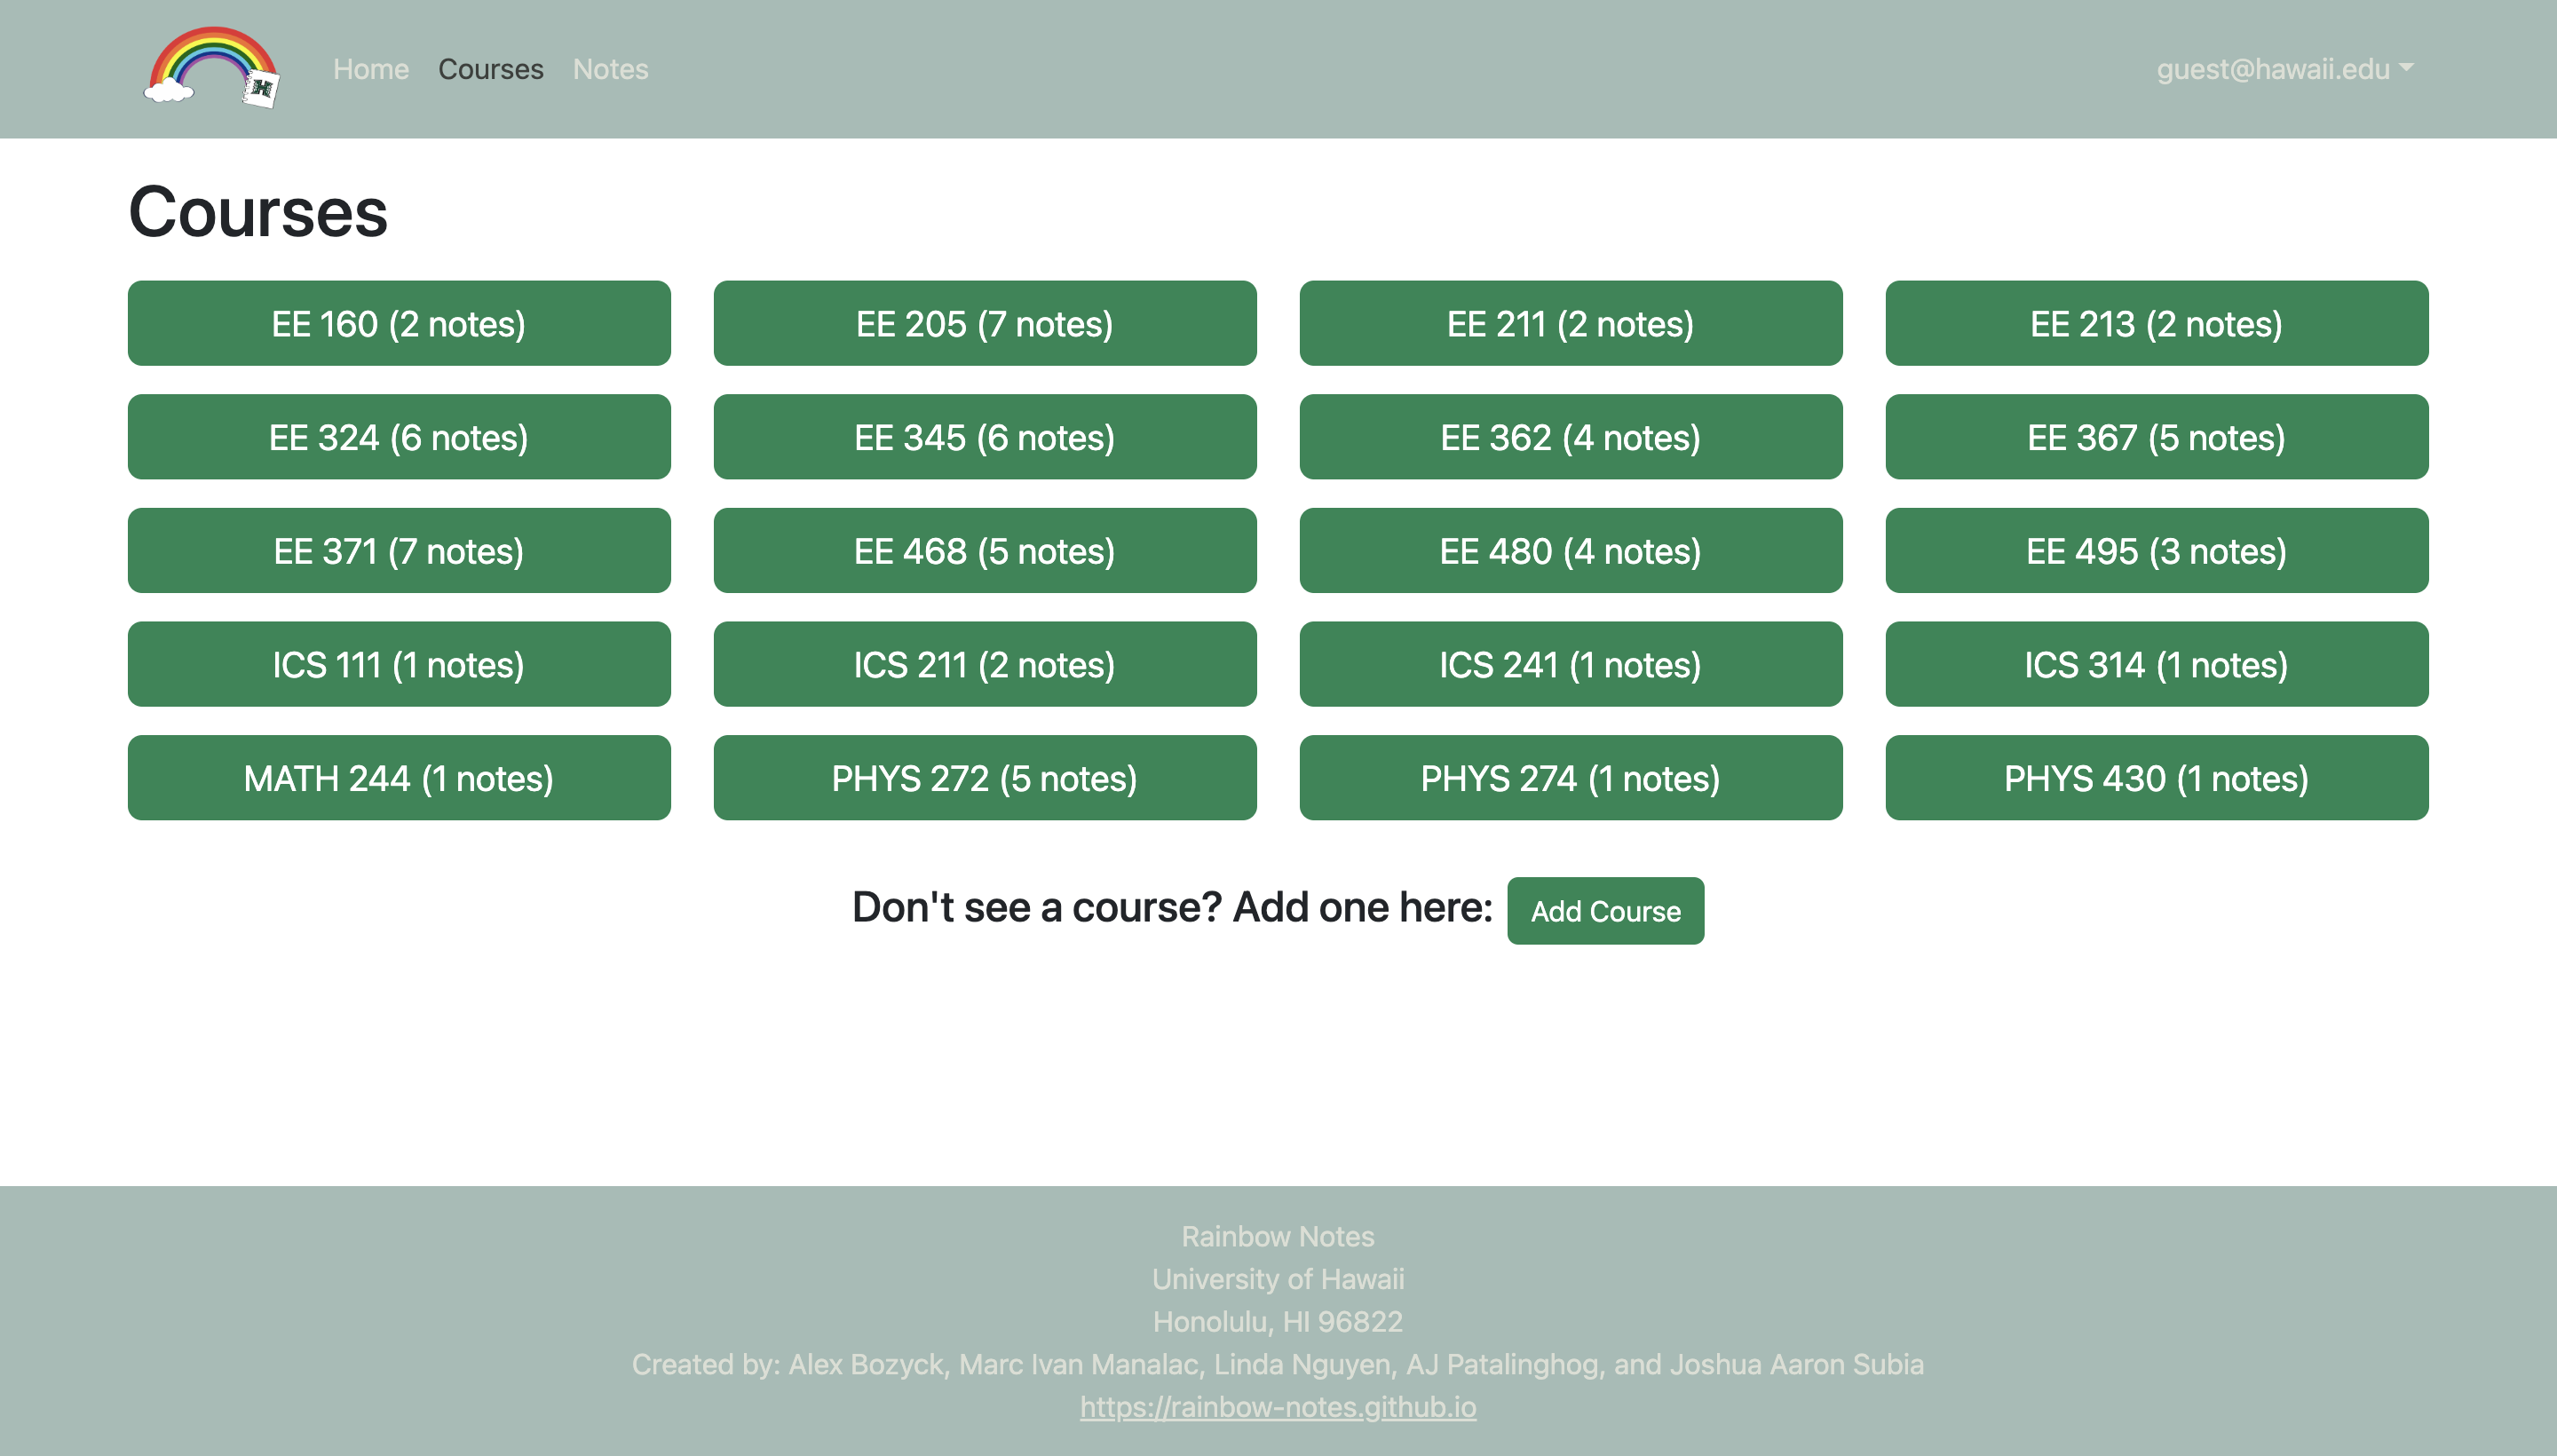 Home Courses Notes guest@hawaii.edu
Courses
EE 160 (2 notes) EE 205 (7 notes) EE 211 (2 notes) EE 213 (2 notes)
EE 324 (6 notes) EE 345 (6 notes) EE 362 (4 notes) EE 367 (5 notes)
EE 371 (7 notes) EE 468 (5 notes) EE 480 (4 notes) EE 495 (3 notes)
ICS 111 (1 notes) ICS 211 (2 notes) ICS 241 (1 notes) ICS 314 (1 notes)
MATH 244 (1 notes) PHYS 272 (5 notes) PHYS 274 (1 notes) PHYS 430 (1 notes)
Don't see a course? Add one here: Add Course
Rainbow Notes
University of Hawaii
Honolulu, HI 96822
Created by: Alex Bozyck, Marc Ivan Manalac, Linda Nguyen, AJ Patalinghog, and Joshua Aaron Subia
https://rainbow-notes.github.io